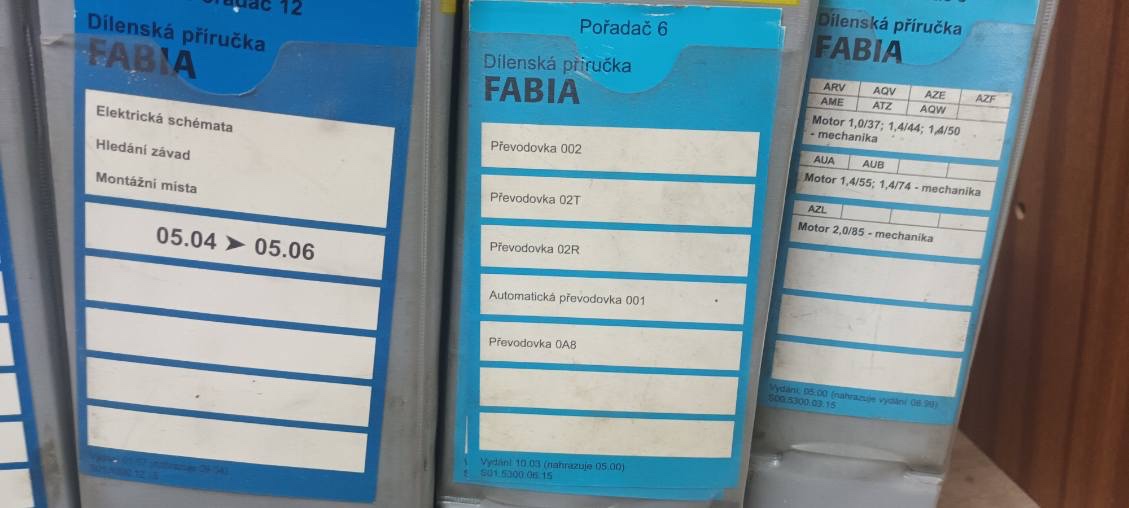 Pořadač 12
Dílenská příručka
FABIA
Elektrická schémata
Hledání závad
Montážní místa
05.04 ➤ 05.06
Pořadač 6
Dílenská příručka
FABIA
Převodovka 002
Převodovka 02T
Převodovka 02R
Automatická převodovka 001
Převodovka 0A8
Vydání 10.03 (nahrazuje 05.00)
S01.5300.06.15
Dílenská příručka
FABIA
ARV AQV AZE AZF
AME ATZ AQW
Motor 1,0/37; 1,4/44; 1,4/50
- mechanika
AUA AUB
Motor 1,4/55; 1,4/74 - mechanika
AZL
Motor 2,0/85 - mechanika
Vydání: 05.00 (nahrazuje vydání 08.99)
S00.5300.03.15